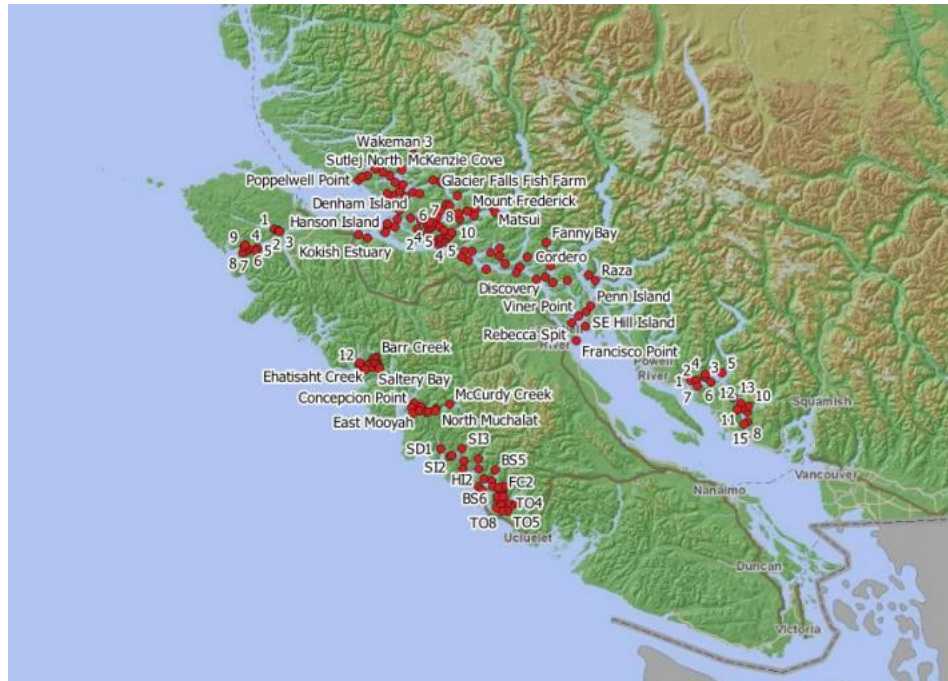 Wakeman 3
Sutlej North McKenzie Cove
Poppelwell Point
Glacier Falls Fish Farm
Denham Island
7
8
Mount Frederick
Matsui
Hanson Island
6
10
1
Kokish Estuary
2
4
5
4
5
Fanny Bay
9
4
2
3
8
7
6
5
Cordero
Raza
Discovery
Viner Point
Penn Island
Rebecca Spit
SE Hill Island
River
Francisco Point
12
Barr Creek
Powell
River
Ehatisaht Creek
Saltery Bay
Concepcion Point
McCurdy Creek
East Mooyah
North Muchalat
2
4
3
5
1
7
6
12
13
10
11
15
8
Squamish
SD1
SI3
SI2
BS5
HI2
FC2
BS6
TO4
TO8
TO5
Ucluelet
Vancouver
Nanaimo
Duncan
Victoria